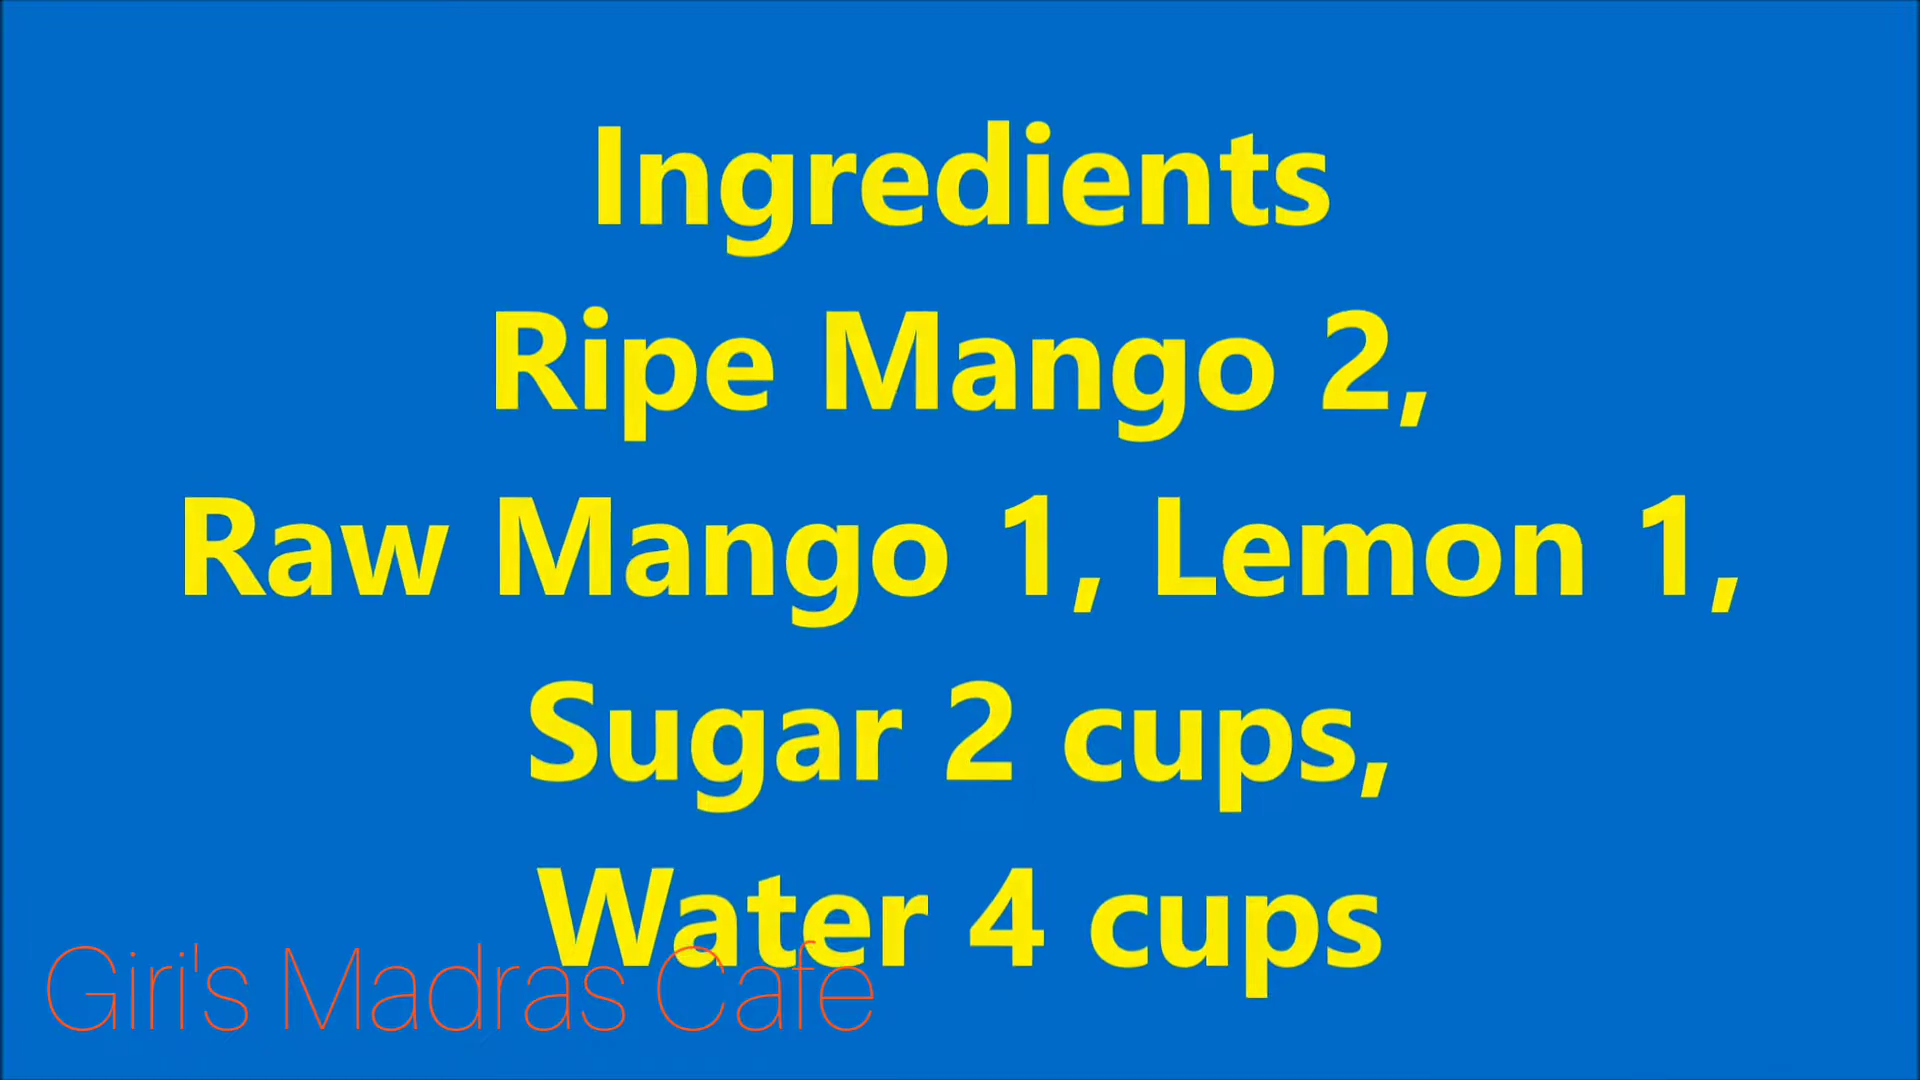 Ingredients
Ripe Mango 2,
Raw Mango 1, Lemon 1,
Sugar 2 cups,
Water 4 cups
Giri's Madras Cafe